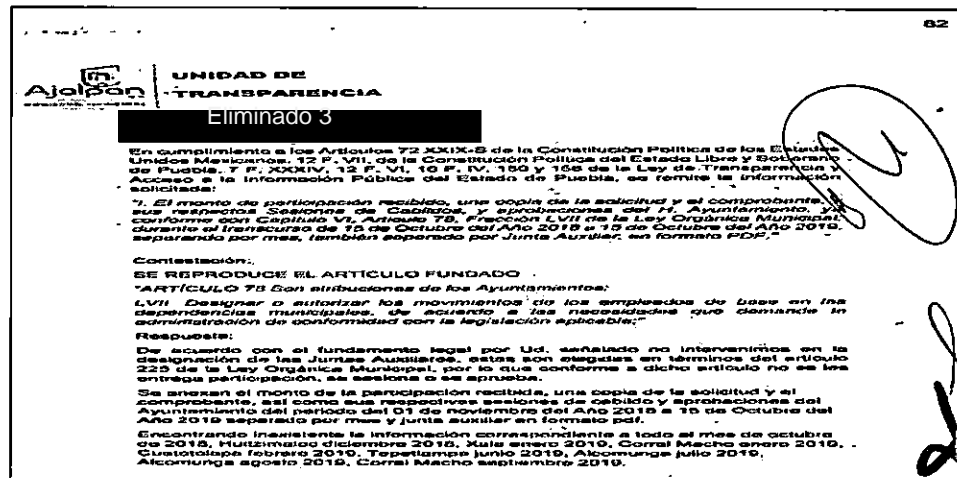 82
Ajalpan
UNIDAD DE
TRANSPARENCIA
Eliminado 3
En cumplimiento a los Artículos 72 XXIX-S de la Constitución Política de los Estados
Unidos Mexicanos, 12 F. VII, de la Constitución Política del Estado Libre y Soberano
de Puebla, 7 F. XXXIV, 12 F. VI, 16 F. IV, 150 y 156 de la Ley de Transparencia y
Acceso a la Información Pública del Estado de Puebla, se remite la información
solicitada:
"I. El monto de participación recibido, una copia de la solicitud y el comprobante,
sus respectos Sesiones de Cabildos, y aprobaciones del H. Ayuntamiento, y
conforme con Capítulo VI, Artículo 78, Fracción LVII de la Ley Orgánica Municipal,
durante el transcurso de 15 de Octubre del Año 2018 a 15 de Octubre del Año 2019,
separando por mes, también separado por Junta Auxiliar, en formato PDF."
Contestación:
SE REPRODUCE EL ARTÍCULO FUNDADO
"ARTÍCULO 78 Son atribuciones de los Ayuntamientos:
LVII Designar o autorizar los movimientos de los empleados de base en las
dependencias municipales, de acuerdo a las necesidades que demande la
administración de conformidad con la legislación aplicable;"
Respuesta:
De acuerdo con el fundamento legal por Ud. señalado no intervenimos en la
designación de las Juntas Auxiliares, estas son elegidas en términos del artículo
225 de la Ley Orgánica Municipal, por lo que conforme a dicho artículo no se les
entrega participación, se sesiona o se aprueba.
Se anexan el monto de la participación recibida, una copia de la solicitud y el
comprobante, así como sus respectivas sesiones de cabildo y aprobaciones del
Ayuntamiento del periodo del 01 de noviembre del Año 2018 a 15 de Octubre del
Año 2019 separado por mes y junta auxiliar en formato pdf.
Encontrando inexistente la información correspondiente a todo el mes de octubre
de 2018, Huitzmaloc diciembre 2018, Xula enero 2019, Corral Macho enero 2019,
Cuatotolapa febrero 2019, Tepetlampa junio 2019, Alcomunga julio 2019,
Alcomunga agosto 2019, Corral Macho septiembre 2019.